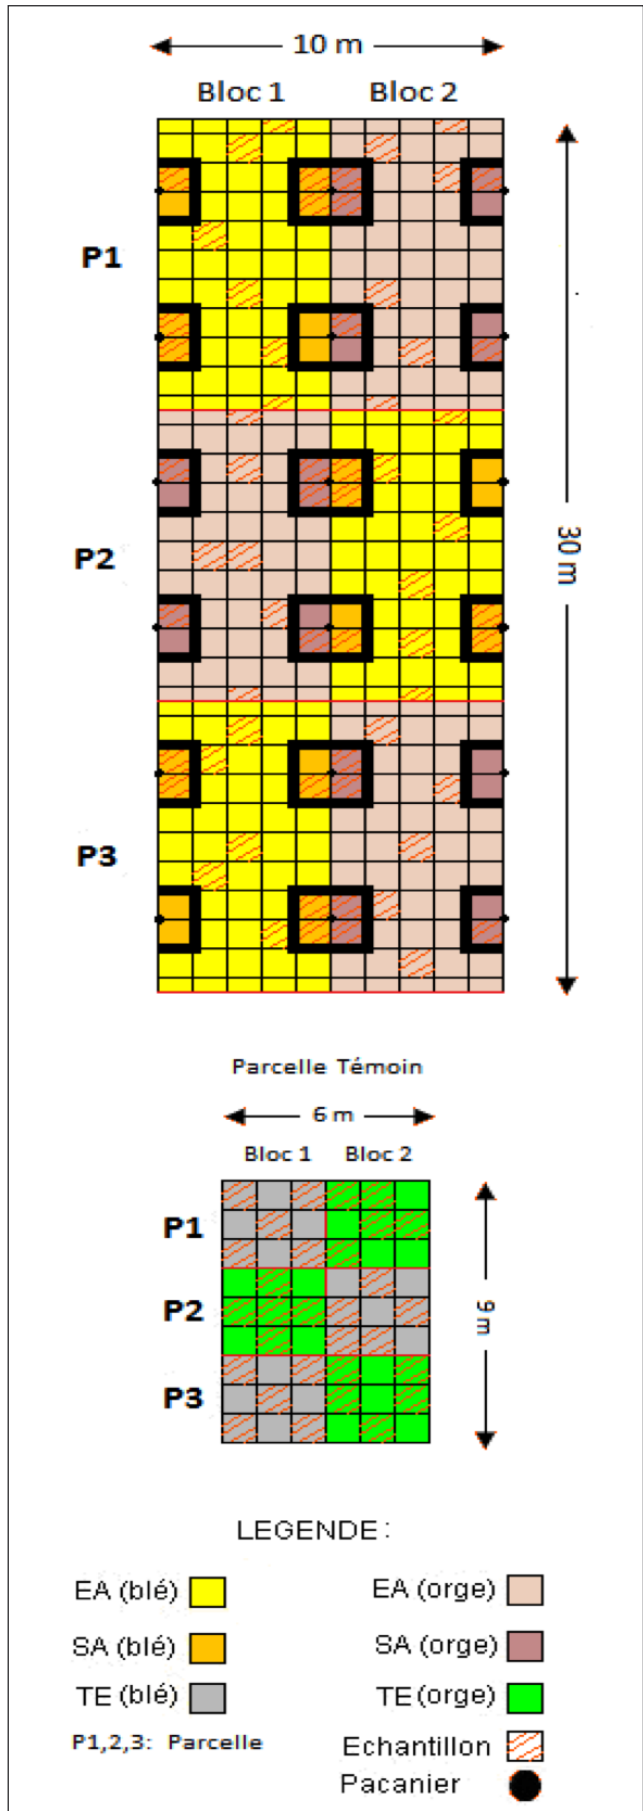 10 m
Bloc 1 Bloc 2
P1
30 m
P2
P3
Parcelle Témoin
6 m
Bloc 1 Bloc 2
P1
P2
9 m
P3
LEGENDE :
EA (blé) EA (orge)
SA (blé) SA (orge)
TE (blé) TE (orge)
P1,2,3: Parcelle Echantillon
Pacanier